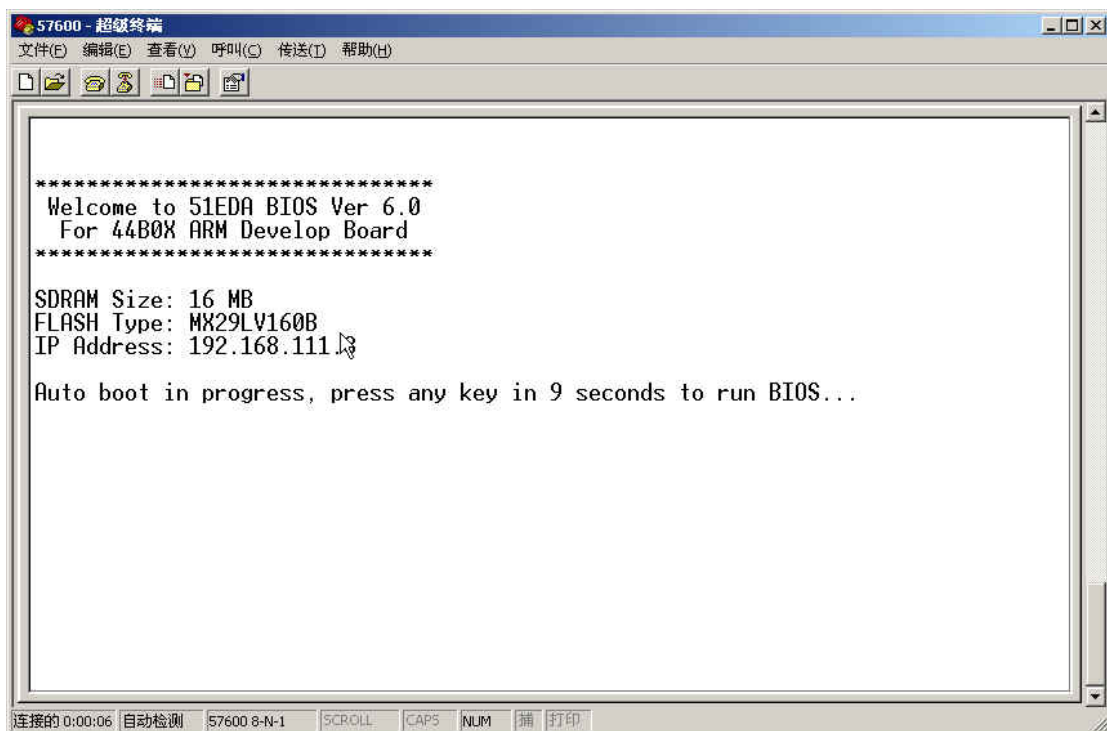 57600 - 超级终端
文件(F) 编辑(E) 查看(V) 呼叫(C) 传送(T) 帮助(H)
*******************************
Welcome to 51EDA BIOS Ver 6.0
For 44B0X ARM Develop Board
*******************************
SDRAM Size: 16 MB
FLASH Type: MX29LV160B
IP Address: 192.168.111.3
Auto boot in progress, press any key in 9 seconds to run BIOS...
连接的 0:00:06 自动检测 57600 8-N-1 SCROLL CAPS NUM 捕 打印